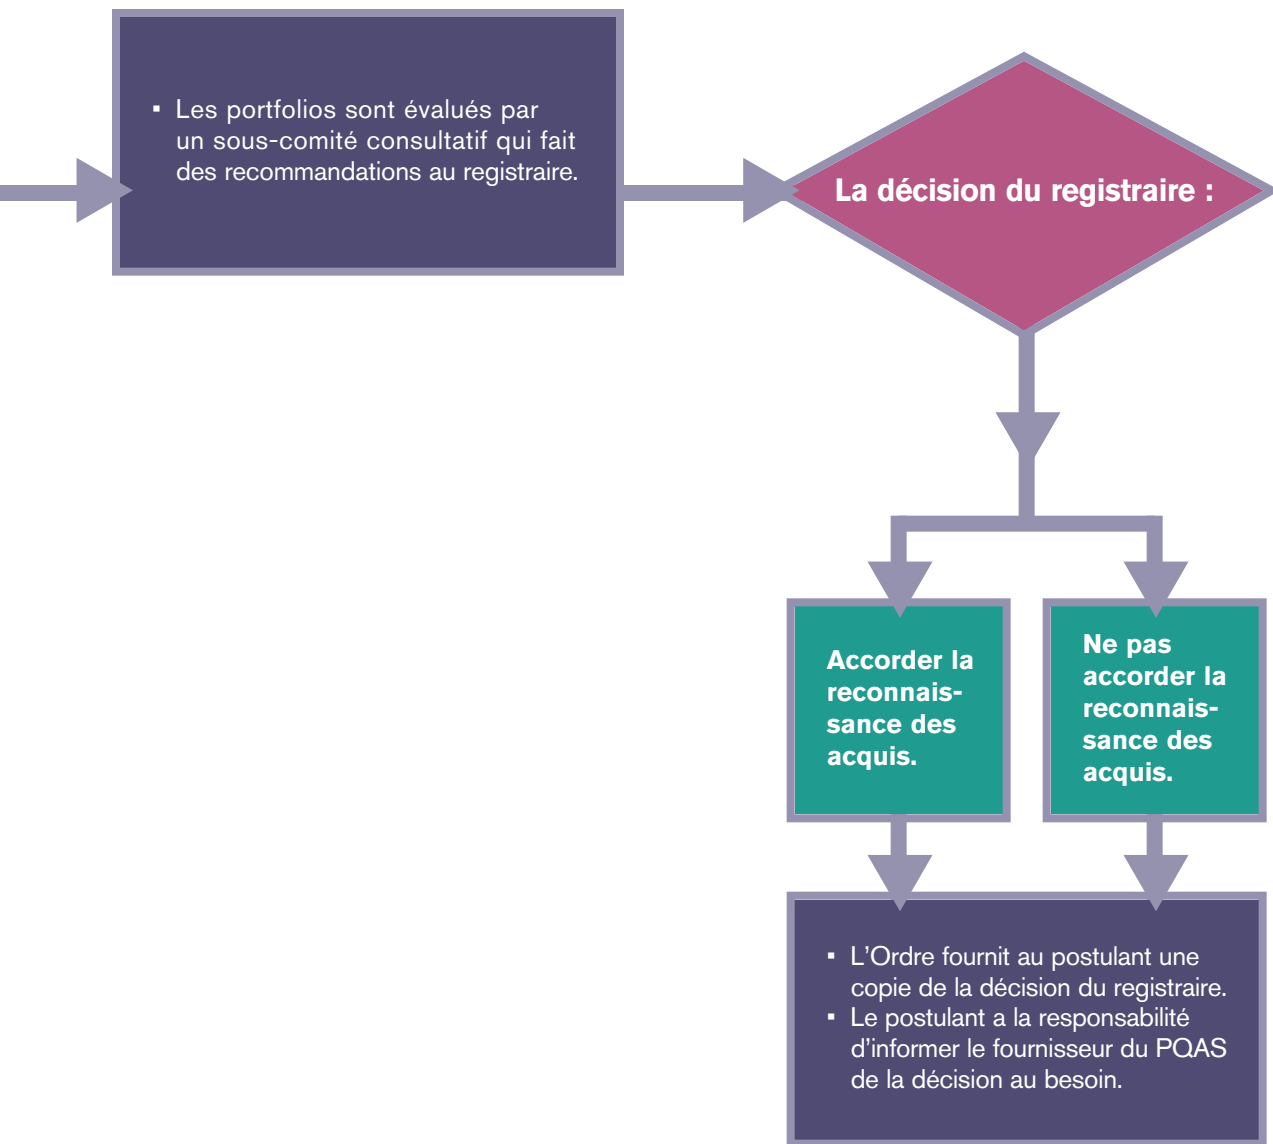 ▪ Les portfolios sont évalués par
un sous-comité consultatif qui fait
des recommandations au registraire.
La décision du registraire :
Accorder la
reconnais-
sance des
acquis.
Ne pas
accorder la
reconnais-
sance des
acquis.
▪ L’Ordre fournit au postulant une
copie de la décision du registraire.
▪ Le postulant a la responsabilité
d’informer le fournisseur du PQAS
de la décision au besoin.